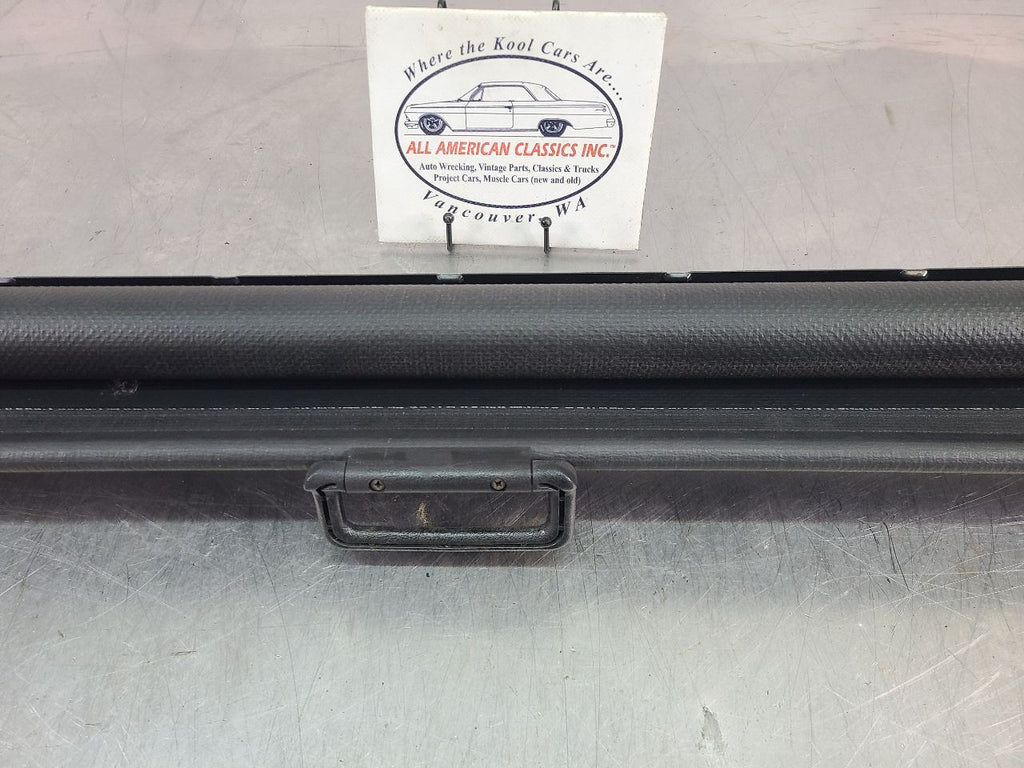 Where the Kool Cars Are....
ALL AMERICAN CLASSICS INC.™
Auto Wrecking, Vintage Parts, Classics & Trucks
Project Cars, Muscle Cars (new and old)
Vancouver, WA